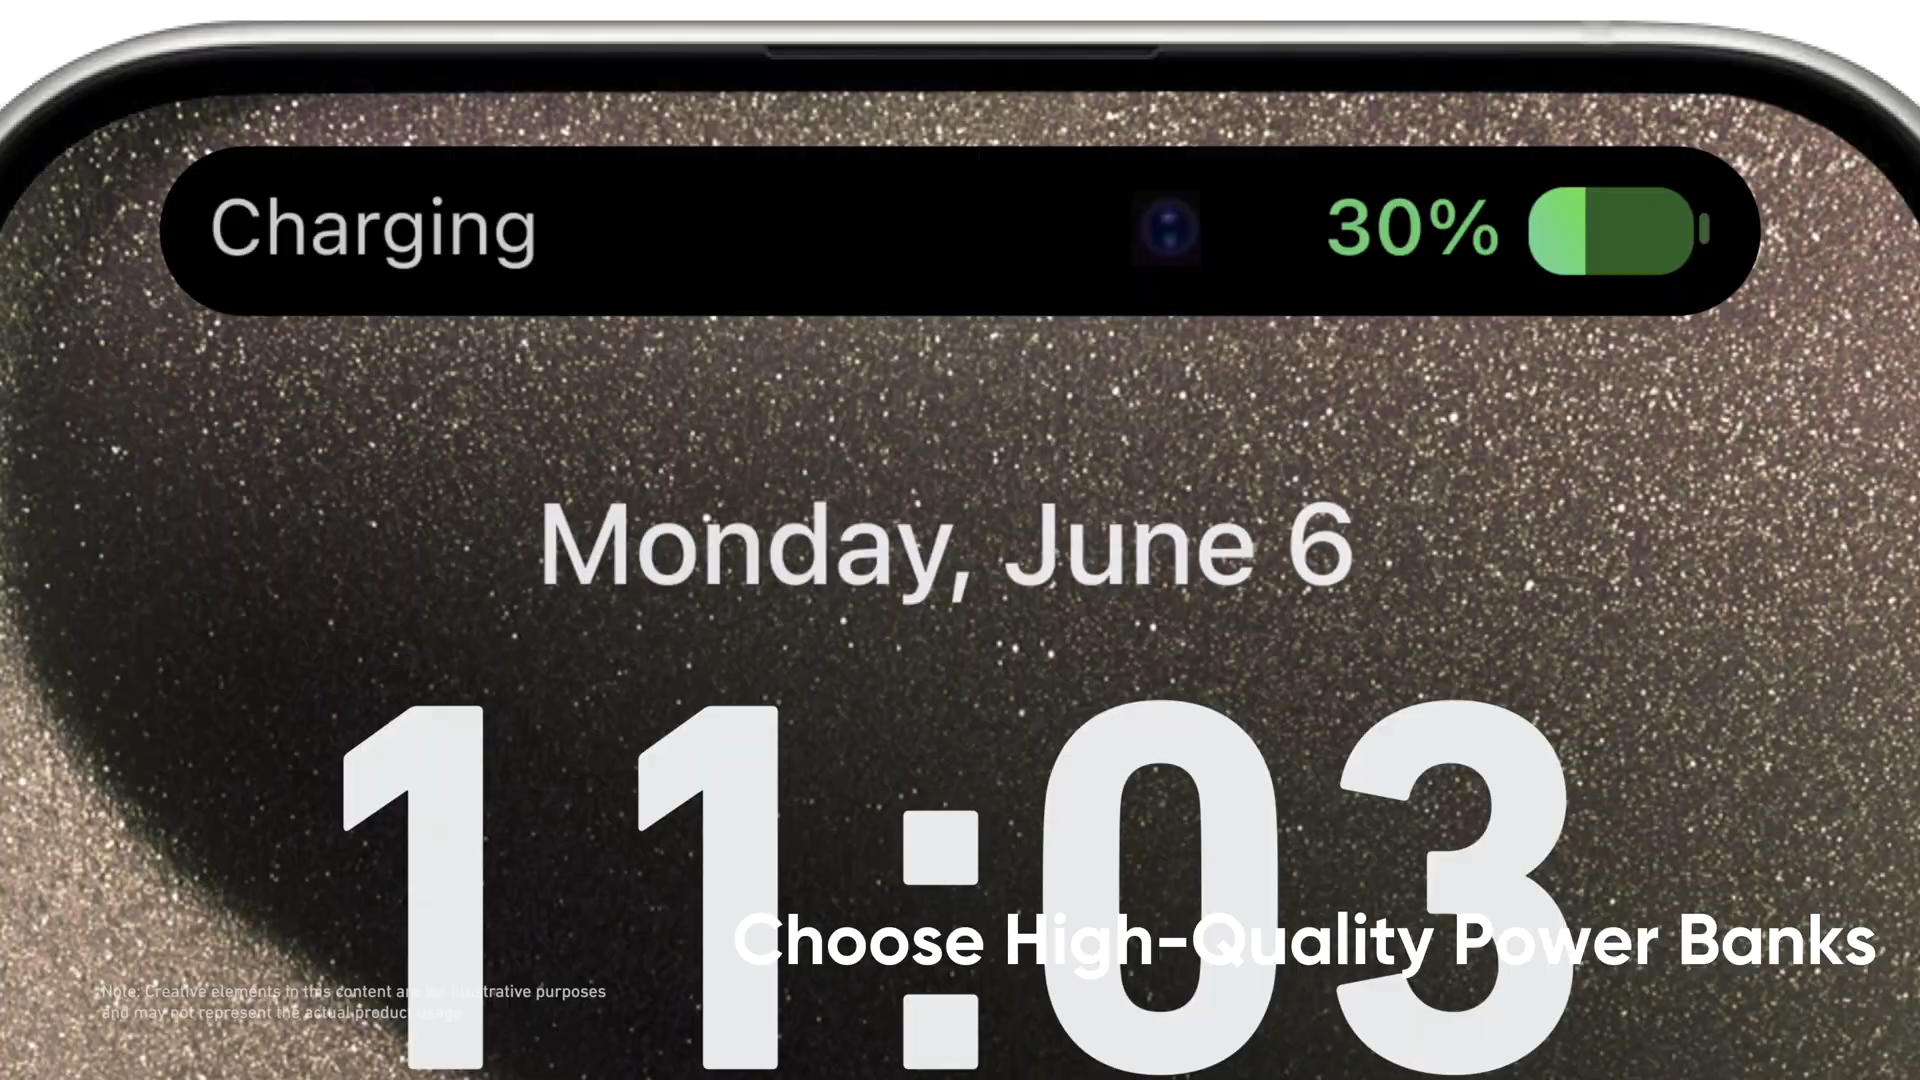 Charging
30%
Monday, June 6
11:03
Choose High-Quality Power Banks
Note: Creative elements in this content are for illustrative purposes
and may not represent the actual product usage